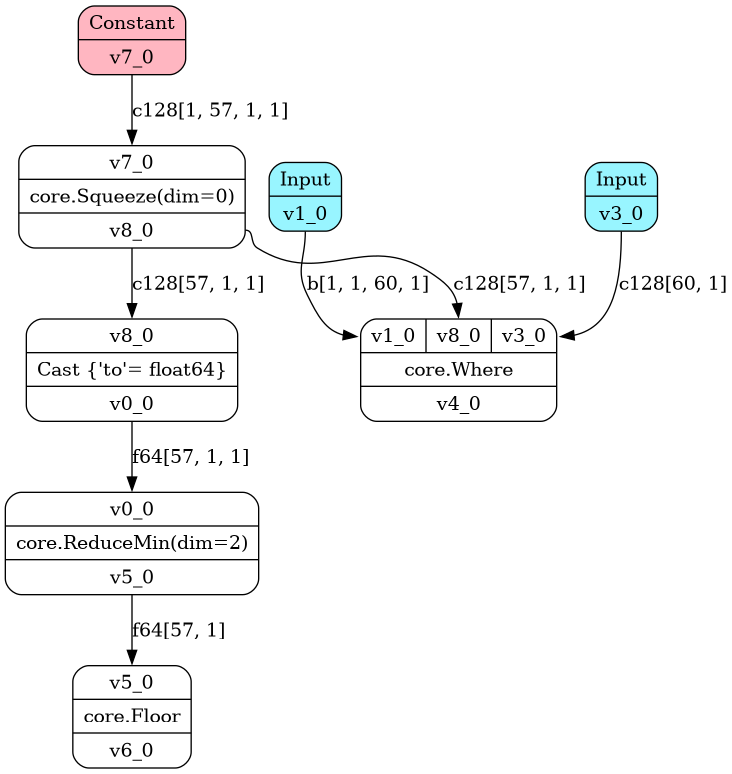 Constant
v7_0
c128[1, 57, 1, 1]
v7_0
core.Squeeze(dim=0)
v8_0
Input
v1_0
Input
v3_0
c128[57, 1, 1]
b[1, 1, 60, 1]
c128[57, 1, 1]
c128[60, 1]
v8_0
Cast {'to'= float64}
v0_0
v1_0 v8_0 v3_0
core.Where
v4_0
f64[57, 1, 1]
v0_0
core.ReduceMin(dim=2)
v5_0
f64[57, 1]
v5_0
core.Floor
v6_0